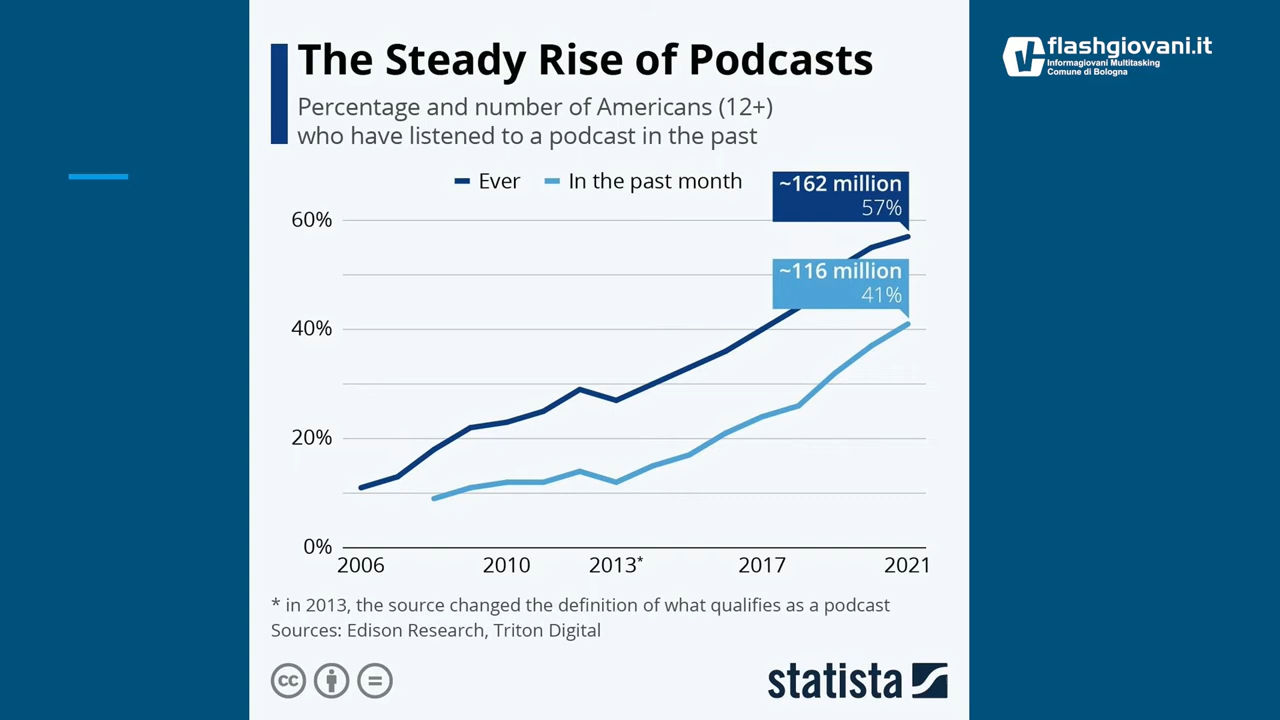 flashgiovani.it
Informagiovani Multitasking
Comune di Bologna
The Steady Rise of Podcasts
Percentage and number of Americans (12+)
who have listened to a podcast in the past
Ever
In the past month
~162 million
57%
~116 million
41%
60%
40%
20%
0%
2006 2010 2013* 2017 2021
* in 2013, the source changed the definition of what qualifies as a podcast
Sources: Edison Research, Triton Digital
cc
statista